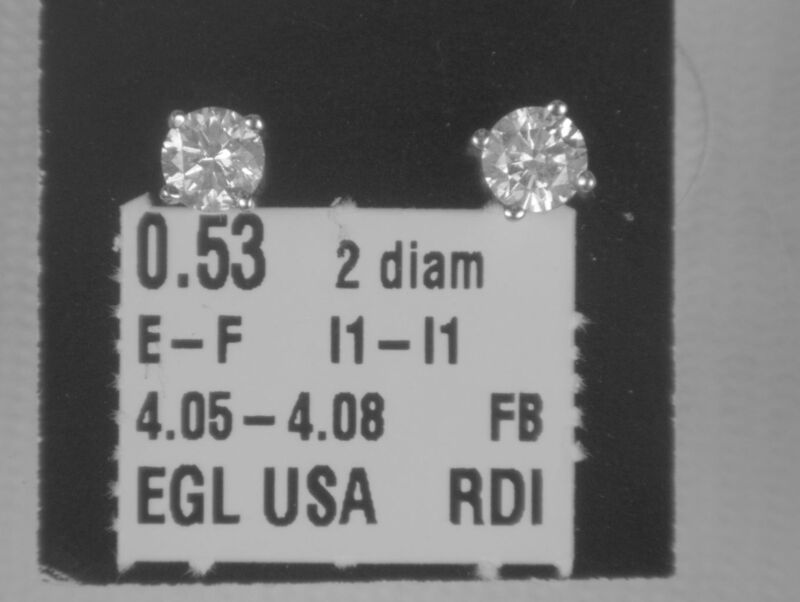 0.53 2 diam
E–F I1–I1
4.05–4.08 FB
EGL USA RDI